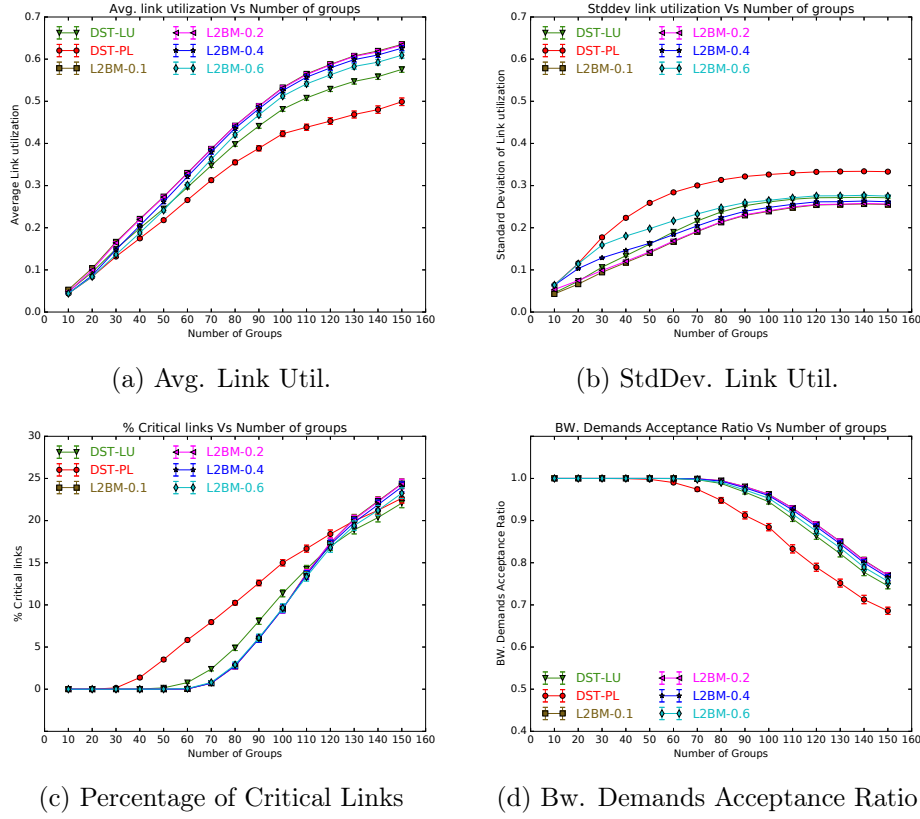 Avg. link utilization Vs Number of groups
0.7
0.6
0.5
0.4
0.3
0.2
0.1
0.0
Average Link utilization
DST-LU
DST-PL
L2BM-0.1
L2BM-0.2
L2BM-0.4
L2BM-0.6
0 10 20 30 40 50 60 70 80 90 100 110 120 130 140 150 160
Number of Groups
(a) Avg. Link Util.
Stddev link utilization Vs Number of groups
0.7
0.6
0.5
0.4
0.3
0.2
0.1
0.0
Standard Deviation of Link utilization
DST-LU
DST-PL
L2BM-0.1
L2BM-0.2
L2BM-0.4
L2BM-0.6
0 10 20 30 40 50 60 70 80 90 100 110 120 130 140 150 160
Number of Groups
(b) StdDev. Link Util.
% Critical links Vs Number of groups
30
25
20
15
10
5
0
% Critical links
DST-LU
DST-PL
L2BM-0.1
L2BM-0.2
L2BM-0.4
L2BM-0.6
0 10 20 30 40 50 60 70 80 90 100 110 120 130 140 150 160
Number of Groups
(c) Percentage of Critical Links
BW. Demands Acceptance Ratio Vs Number of groups
1.0
0.9
0.8
0.7
0.6
0.5
0.4
BW. Demands Acceptance Ratio
DST-LU
DST-PL
L2BM-0.1
L2BM-0.2
L2BM-0.4
L2BM-0.6
0 10 20 30 40 50 60 70 80 90 100 110 120 130 140 150 160
Number of Groups
(d) Bw. Demands Acceptance Ratio